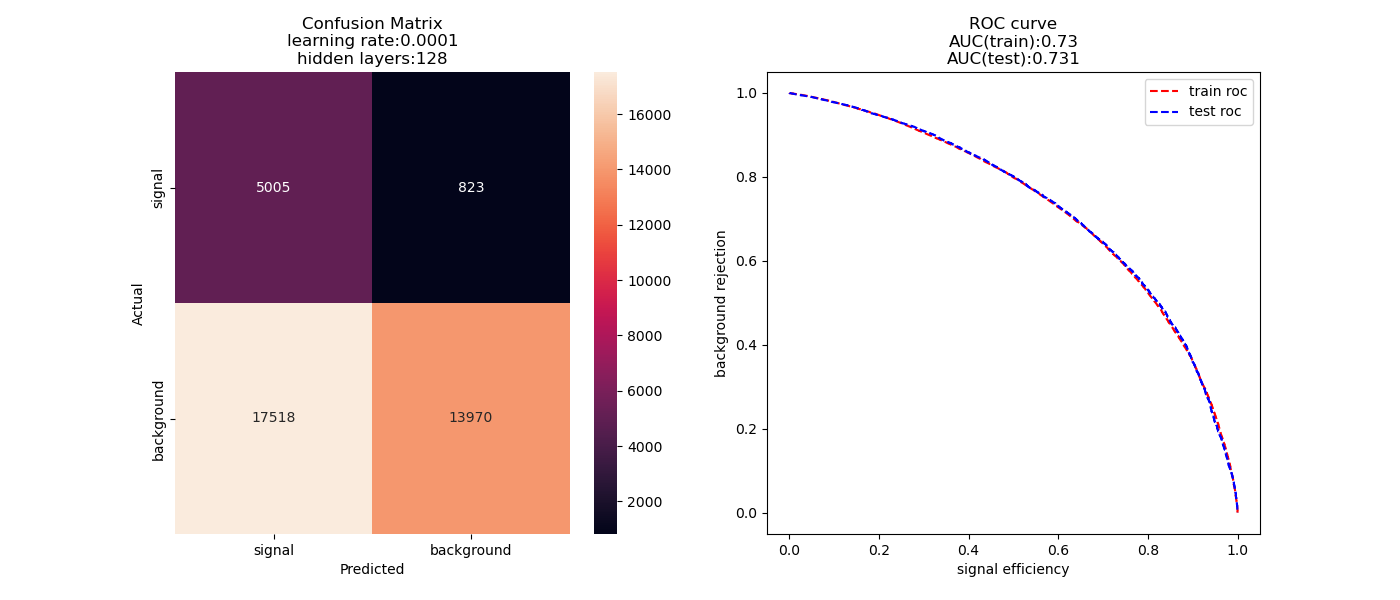 Confusion Matrix
learning rate:0.0001
hidden layers:128
signal
background
Actual
5005
823
17518
13970
signal
background
Predicted
16000
14000
12000
10000
8000
6000
4000
2000
ROC curve
AUC(train):0.73
AUC(test):0.731
train roc
test roc
background rejection
1.0
0.8
0.6
0.4
0.2
0.0
0.0
0.2
0.4
0.6
0.8
1.0
signal efficiency